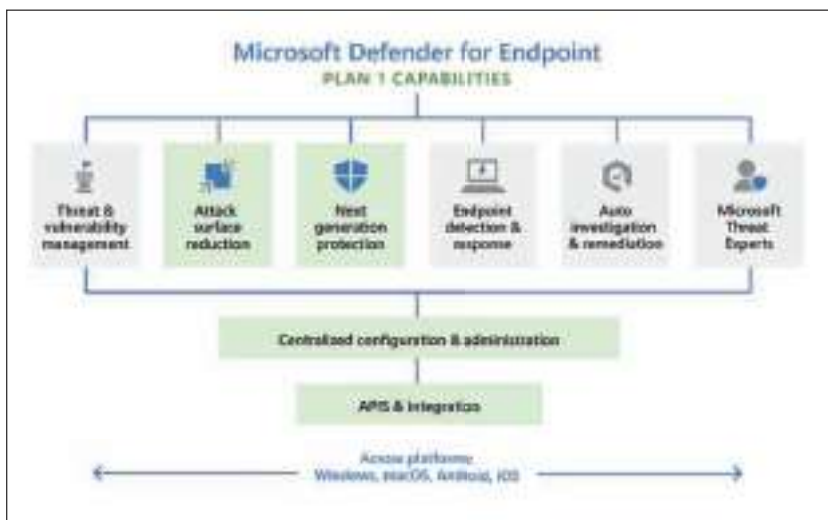 Microsoft Defender for Endpoint
PLAN 1 CAPABILITIES
Threat &
vulnerability
management
Attack
surface
reduction
Next
generation
protection
Endpoint
detection &
response
Auto
investigation
& remediation
Microsoft
Threat
Experts
Centralized configuration & administration
APIS & integration
Across platforms
Windows, macOS, Android, iOS